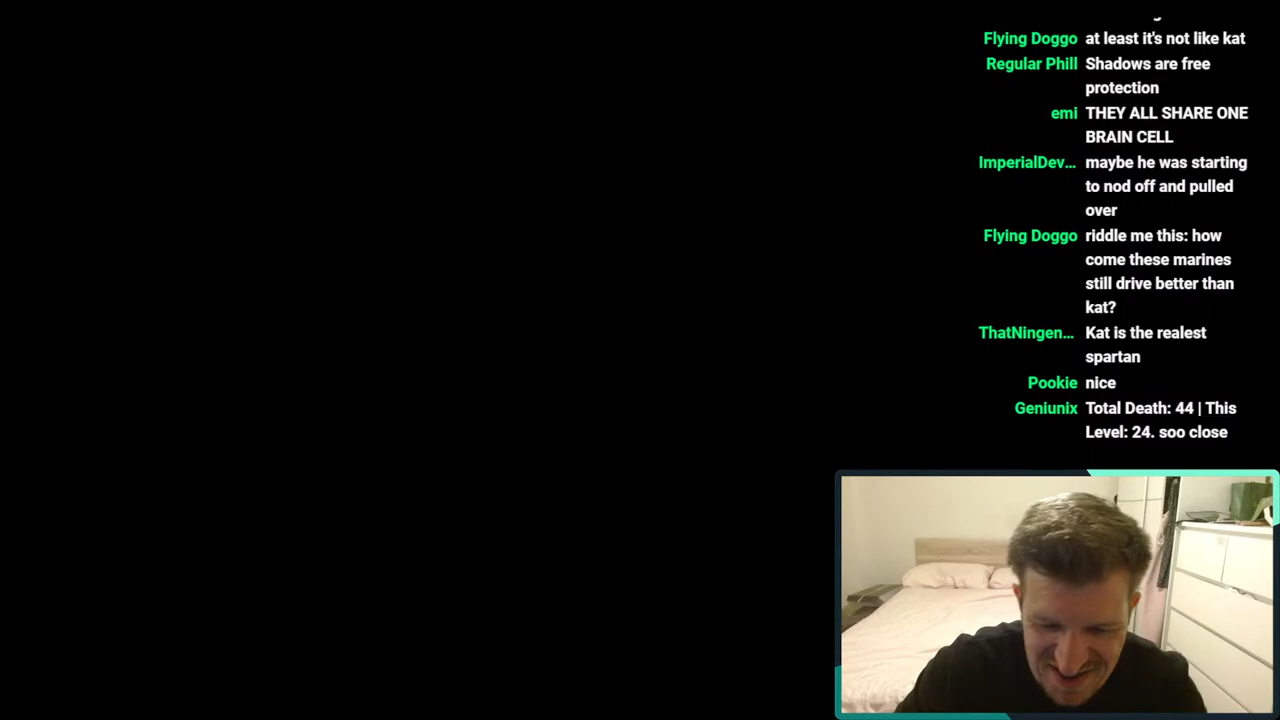 Flying Doggo at least it's not like kat
Regular Phill Shadows are free
protection
emi THEY ALL SHARE ONE
BRAIN CELL
ImperialDev... maybe he was starting
to nod off and pulled
over
Flying Doggo riddle me this: how
come these marines
still drive better than
kat?
ThatNingen... Kat is the realest
spartan
Pookie nice
Geniunix Total Death: 44 | This
Level: 24. soo close